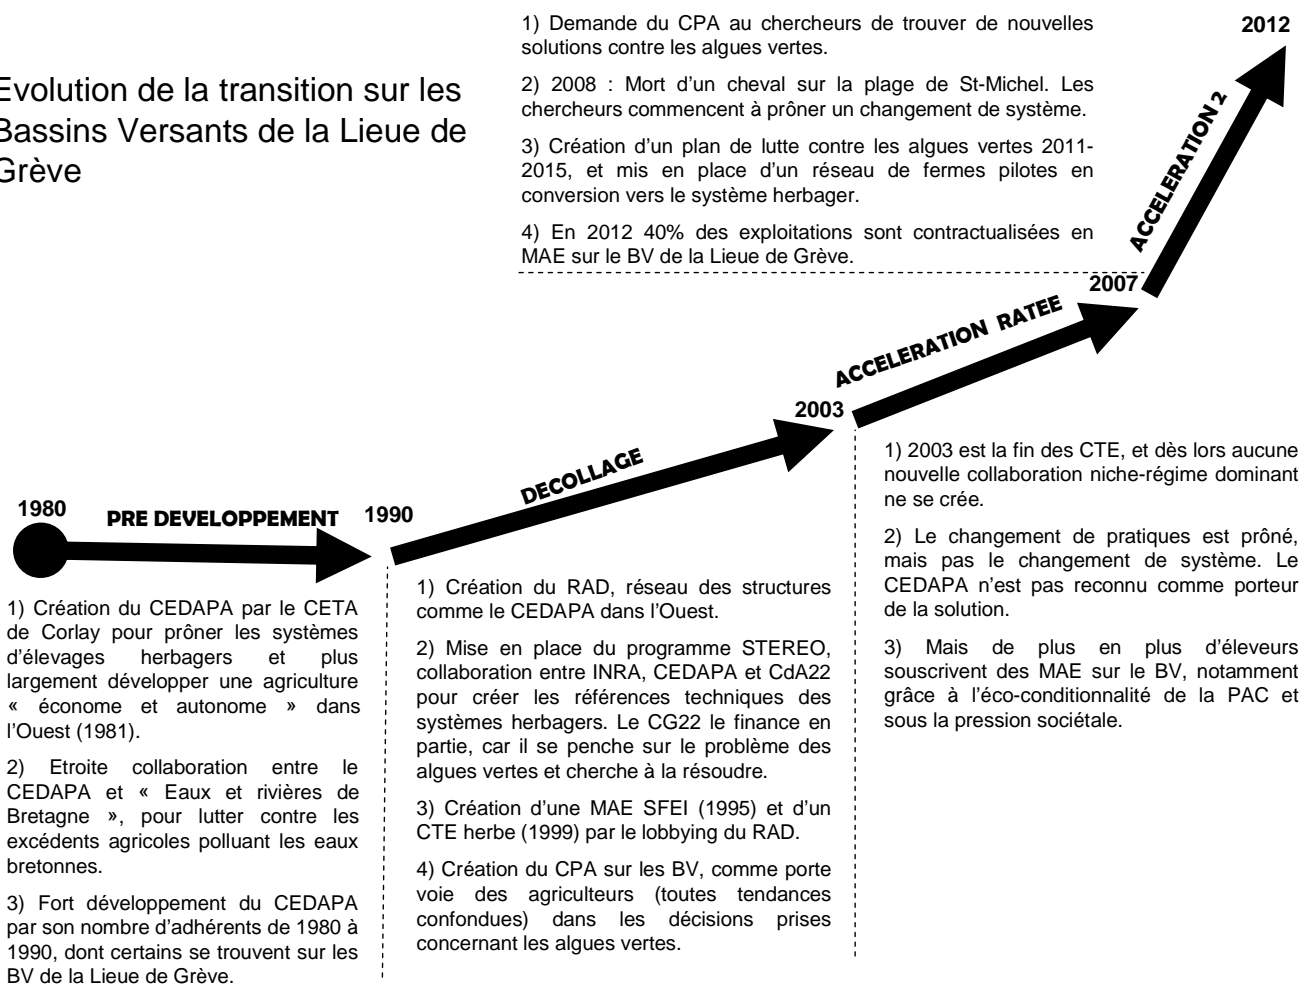 Evolution de la transition sur les
Bassins Versants de la Lieue de
Grève
1) Demande du CPA au chercheurs de trouver de nouvelles
solutions contre les algues vertes.
2) 2008 : Mort d’un cheval sur la plage de St-Michel. Les
chercheurs commencent à prôner un changement de système.
3) Création d’un plan de lutte contre les algues vertes 2011-
2015, et mis en place d’un réseau de fermes pilotes en
conversion vers le système herbager.
4) En 2012 40% des exploitations sont contractualisées en
MAE sur le BV de la Lieue de Grève.
2012
ACCELERATION 2
2007
ACCELERATION RATEE
2003
DECOLLAGE
1990
PRE DEVELOPPEMENT
1980
1) Création du CEDAPA par le CETA
de Corlay pour prôner les systèmes
d’élevages herbagers et plus
largement développer une agriculture
« économe et autonome » dans
l’Ouest (1981).
2) Etroite collaboration entre le
CEDAPA et « Eaux et rivières de
Bretagne », pour lutter contre les
excédents agricoles polluant les eaux
bretonnes.
3) Fort développement du CEDAPA
par son nombre d’adhérents de 1980 à
1990, dont certains se trouvent sur les
BV de la Lieue de Grève.
1) Création du RAD, réseau des structures
comme le CEDAPA dans l’Ouest.
2) Mise en place du programme STEREO,
collaboration entre INRA, CEDAPA et CdA22
pour créer les références techniques des
systèmes herbagers. Le CG22 le finance en
partie, car il se penche sur le problème des
algues vertes et cherche à la résoudre.
3) Création d’une MAE SFEI (1995) et d’un
CTE herbe (1999) par le lobbying du RAD.
4) Création du CPA sur les BV, comme porte
voie des agriculteurs (toutes tendances
confondues) dans les décisions prises
concernant les algues vertes.
1) 2003 est la fin des CTE, et dès lors aucune
nouvelle collaboration niche-régime dominant
ne se crée.
2) Le changement de pratiques est prôné,
mais pas le changement de système. Le
CEDAPA n’est pas reconnu comme porteur
de la solution.
3) Mais de plus en plus d’éleveurs
souscrivent des MAE sur le BV, notamment
grâce à l’éco-conditionnalité de la PAC et
sous la pression sociétale.